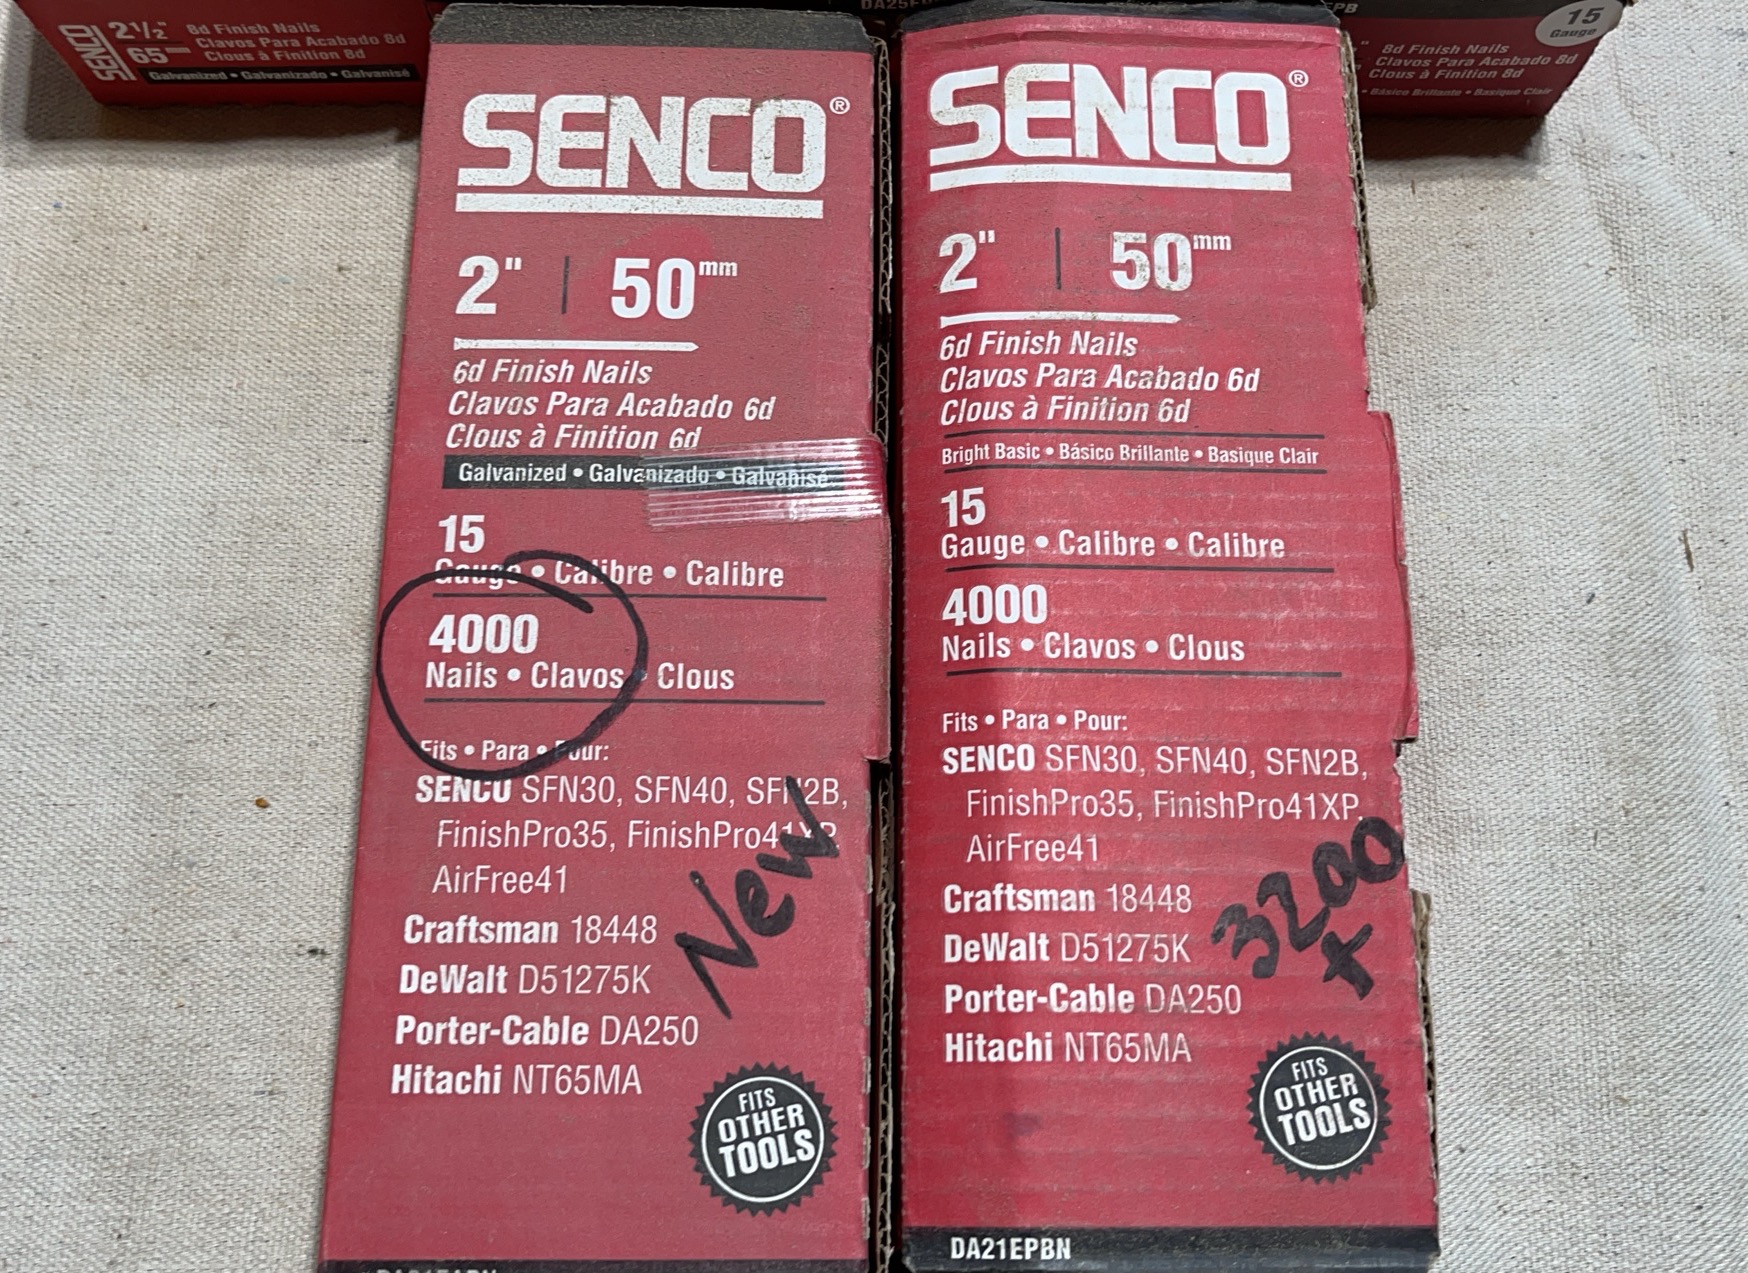 SENCO
2½"
65
8d Finish Nails
Clavos Para Acabado 8d
Clous à Finition 8d
Galvanized • Galvanizado • Galvanisé
15
Gauge
8d Finish Nails
Clavos Para Acabado 8d
Clous à Finition 8d
• Básico Brillante • Basique Clair
SENCO®
2" | 50mm
6d Finish Nails
Clavos Para Acabado 6d
Clous à Finition 6d
Galvanized • Galvanizado • Galvanisé
15
Gauge • Calibre • Calibre
4000
Nails • Clavos • Clous
Fits • Para • Pour:
SENCO SFN30, SFN40, SFN2B,
FinishPro35, FinishPro41XP
AirFree41
Craftsman 18448
DeWalt D51275K
Porter-Cable DA250
Hitachi NT65MA
New
FITS
OTHER
TOOLS
SENCO®
2" | 50mm
6d Finish Nails
Clavos Para Acabado 6d
Clous à Finition 6d
Bright Basic • Básico Brillante • Basique Clair
15
Gauge • Calibre • Calibre
4000
Nails • Clavos • Clous
Fits • Para • Pour:
SENCO SFN30, SFN40, SFN2B,
FinishPro35, FinishPro41XP,
AirFree41
Craftsman 18448
DeWalt D51275K
Porter-Cable DA250
Hitachi NT65MA
3200
+
FITS
OTHER
TOOLS
DA21EPBN